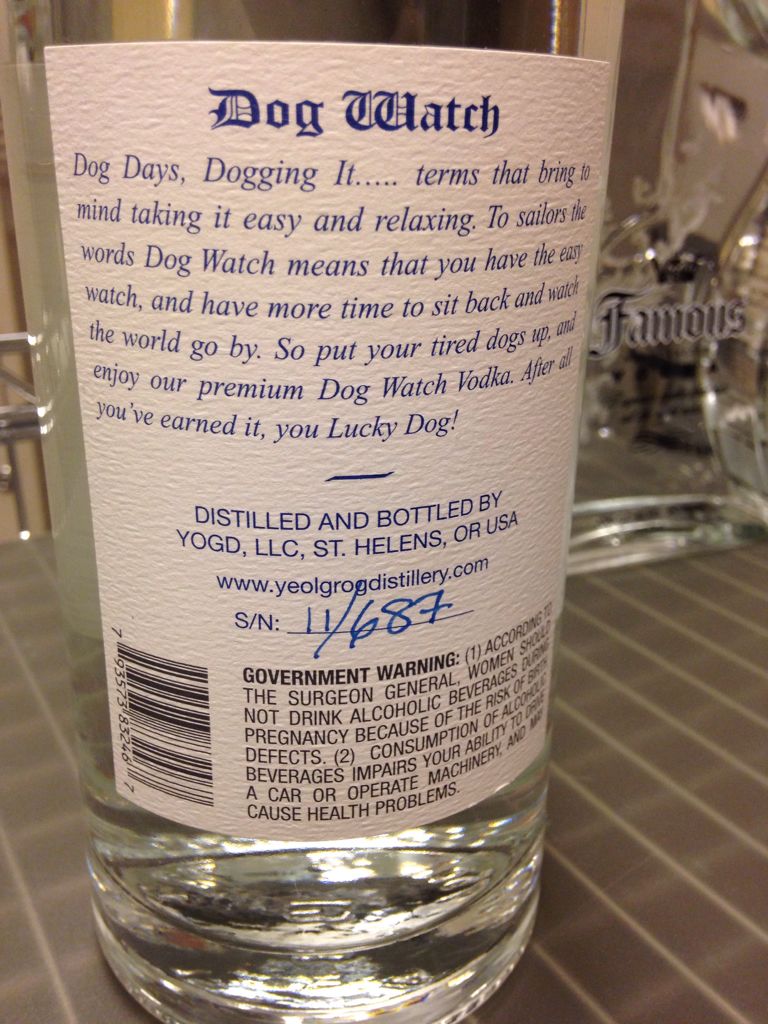 Dog Watch
Dog Days, Dogging It..... terms that bring to
mind taking it easy and relaxing. To sailors the
words Dog Watch means that you have the easy
watch, and have more time to sit back and watch
the world go by. So put your tired dogs up, and
enjoy our premium Dog Watch Vodka. After all
you've earned it, you Lucky Dog!
DISTILLED AND BOTTLED BY
YOGD, LLC, ST. HELENS, OR USA
www.yeolgrogdistillery.com
S/N: 11/687
GOVERNMENT WARNING: (1) ACCORDING TO
THE SURGEON GENERAL, WOMEN SHOULD
NOT DRINK ALCOHOLIC BEVERAGES DURING
PREGNANCY BECAUSE OF THE RISK OF BIRTH
DEFECTS. (2) CONSUMPTION OF ALCOHOLIC
BEVERAGES IMPAIRS YOUR ABILITY TO DRIVE
A CAR OR OPERATE MACHINERY, AND MAY
CAUSE HEALTH PROBLEMS.
7 93573 83246 7
Famous